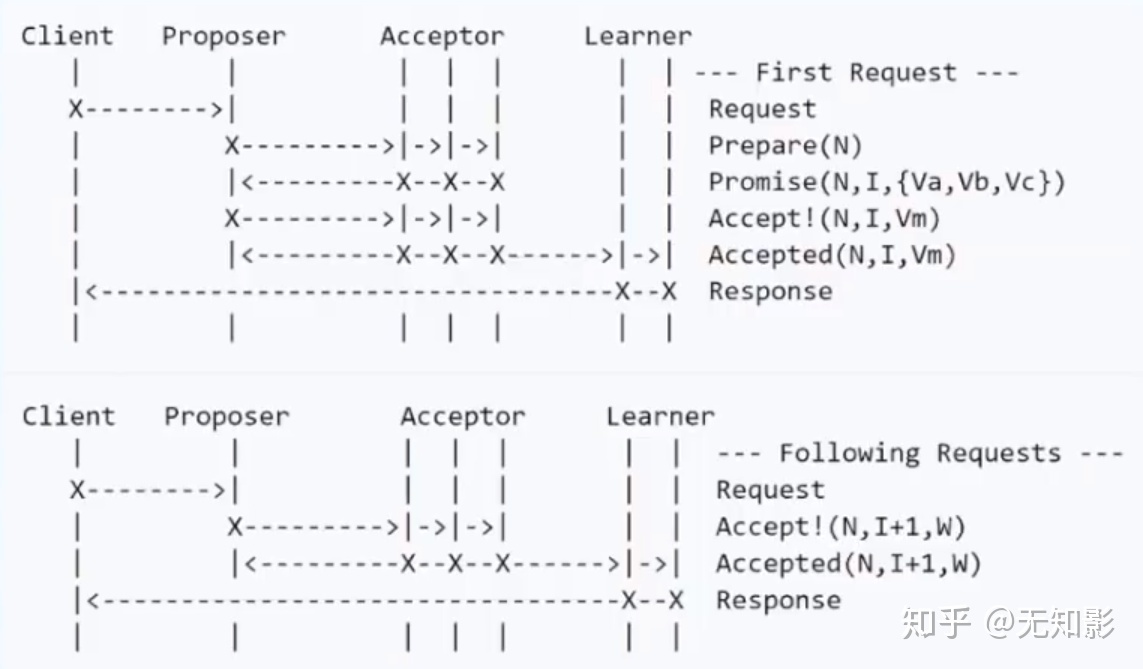 Client   Proposer      Acceptor     Learner
   |         |          |  |  |       |  | --- First Request ---
   X-------->|          |  |  |       |  |  Request
   |         X--------->|->|->|       |  |  Prepare(N)
   |         |<---------X--X--X       |  |  Promise(N,I,{Va,Vb,Vc})
   |         X--------->|->|->|       |  |  Accept!(N,I,Vm)
   |         |<---------X--X--X------>|->|  Accepted(N,I,Vm)
   |<---------------------------------X--X  Response
   |         |          |  |  |       |  |
Client   Proposer       Acceptor     Learner
   |         |          |  |  |       |  |  --- Following Requests ---
   X-------->|          |  |  |       |  |  Request
   |         X--------->|->|->|       |  |  Accept!(N,I+1,W)
   |         |<---------X--X--X------>|->|  Accepted(N,I+1,W)
   |<---------------------------------X--X  Response
   |         |          |  |  |       |  |
知乎 @无知影